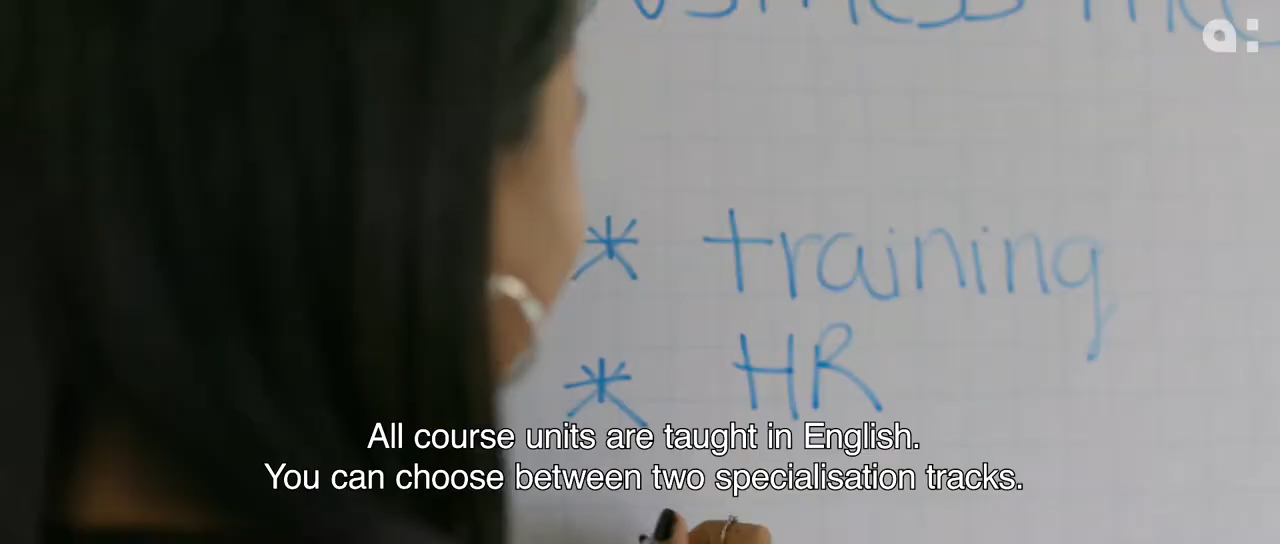 a:
* training
* HR
All course units are taught in English.
You can choose between two specialisation tracks.